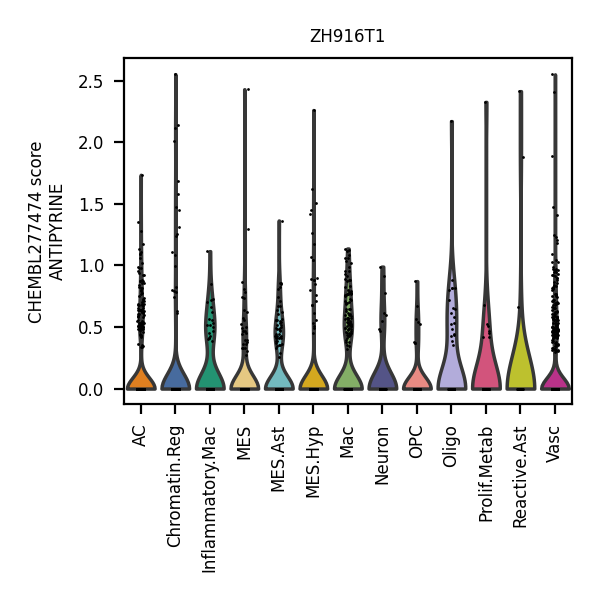 ZH916T1
CHEMBL277474 score
ANTIPYRINE
2.5
2.0
1.5
1.0
0.5
0.0
AC
Chromatin.Reg
Inflammatory.Mac
MES
MES.Ast
MES.Hyp
Mac
Neuron
OPC
Oligo
Prolif.Metab
Reactive.Ast
Vasc